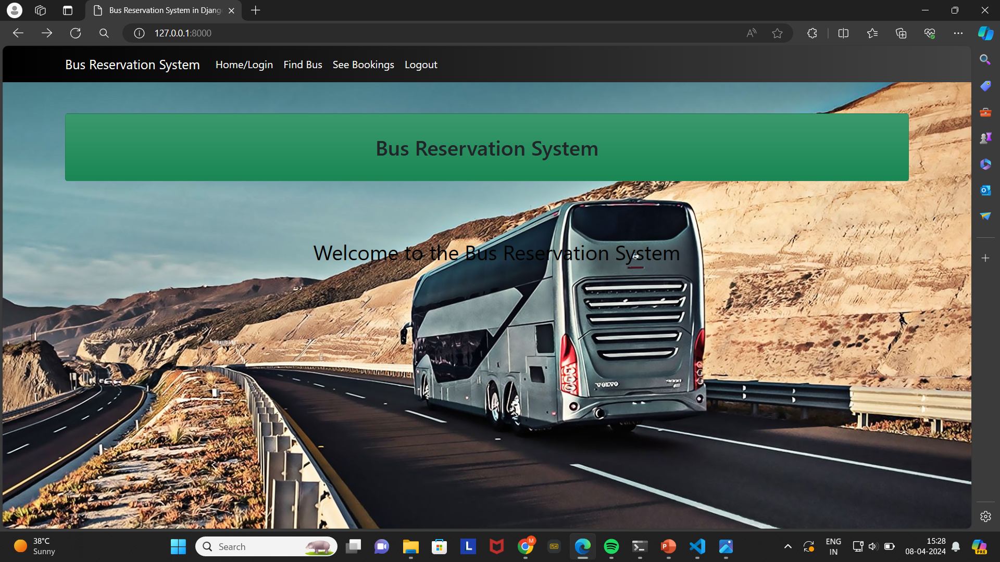 Bus Reservation System in Djang
127.0.0.1:8000
Bus Reservation System Home/Login Find Bus See Bookings Logout
Bus Reservation System
Welcome to the Bus Reservation System
VOLVO
38°C
Sunny
Search
L
M
P
ENG
IN
15:28
08-04-2024
PRE